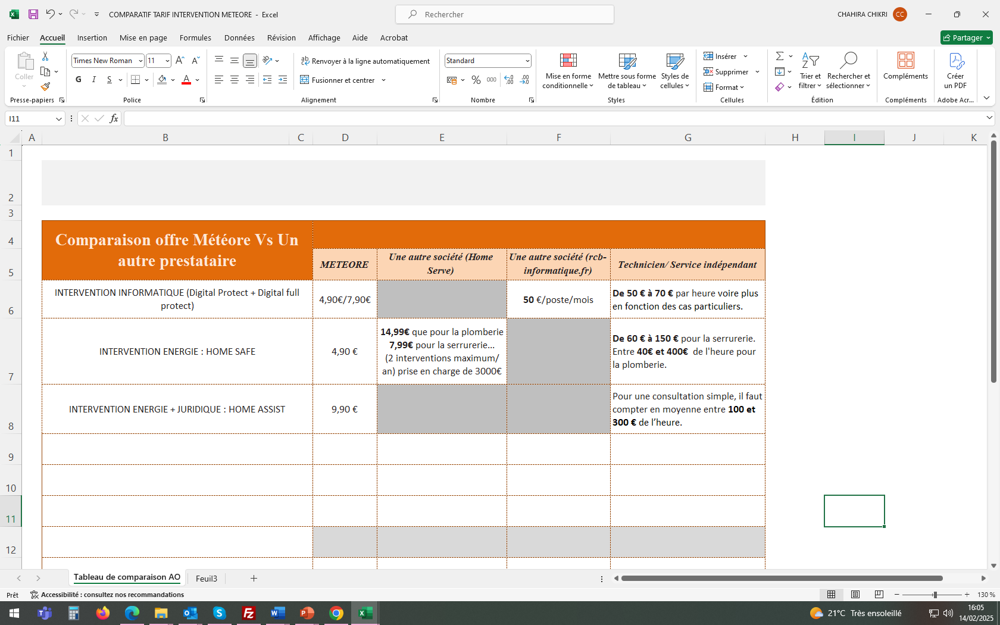 COMPARATIF TARIF INTERVENTION METEORE - Excel
Rechercher
CHAHIRA CHIKRI
CC
Fichier Accueil Insertion Mise en page Formules Données Révision Affichage Aide Acrobat
Partager
Coller
Presse-papiers
Times New Roman
11
G I S
A
Police
ab
Renvoyer à la ligne automatiquement
Fusionner et centrer
Alignement
Standard
% 000
Nombre
Mise en forme
conditionnelle
Mettre sous forme
de tableau
Styles de
cellules
Styles
Insérer
Supprimer
Format
Cellules
Trier et
filtrer
Rechercher et
sélectionner
Édition
Compléments
Compléments
Créer
un PDF
Adobe Acr...
I11
fx
A B C D E F G H I J K
1
2
3
4
Comparaison offre Météore Vs Un
autre prestataire
5
METEORE
Une autre société (Home
Serve)
Une autre société (rcb-
informatique.fr)
Technicien/ Service indépendant
6
INTERVENTION INFORMATIQUE (Digital Protect + Digital full
protect)
4,90€/7,90€
50 €/poste/mois
De 50 € à 70 € par heure voire plus
en fonction des cas particuliers.
7
INTERVENTION ENERGIE : HOME SAFE
4,90 €
14,99€ que pour la plomberie
7,99€ pour la serrurerie...
(2 interventions maximum/
an) prise en charge de 3000€
De 60 € à 150 € pour la serrurerie.
Entre 40€ et 400€  de l'heure pour
la plomberie.
8
INTERVENTION ENERGIE + JURIDIQUE : HOME ASSIST
9,90 €
Pour une consultation simple, il faut
compter en moyenne entre 100 et
300 € de l’heure.
9
10
11
12
Tableau de comparaison AO
Feuil3
Prêt
Accessibilité : consultez nos recommandations
130 %
21°C Très ensoleillé
16:05
14/02/2025